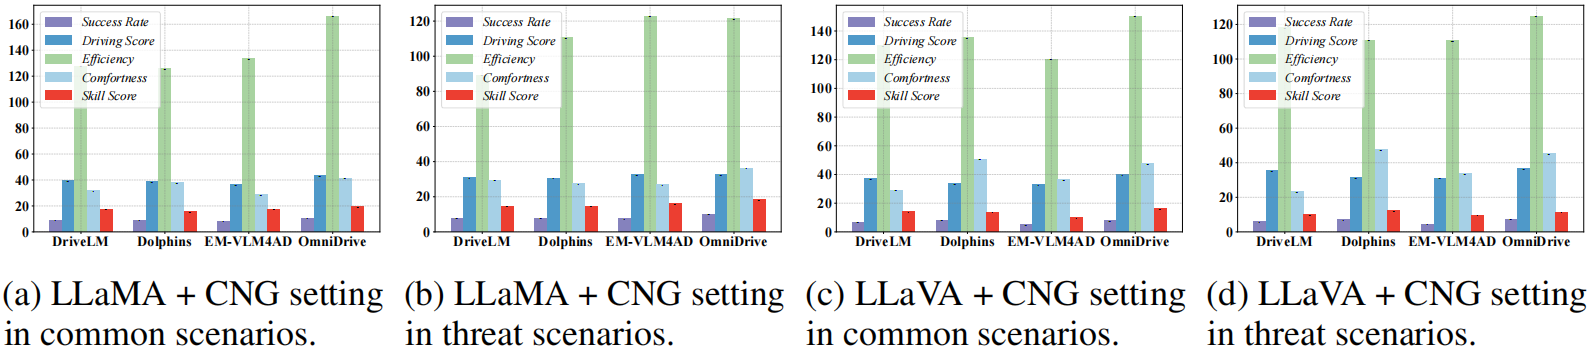 160
140
120
100
80
60
40
20
0
Success Rate
Driving Score
Efficiency
Comfortness
Skill Score
DriveLM Dolphins EM-VLM4AD OmniDrive
(a) LLaMA + CNG setting
in common scenarios.
120
100
80
60
40
20
0
Success Rate
Driving Score
Efficiency
Comfortness
Skill Score
DriveLM Dolphins EM-VLM4AD OmniDrive
(b) LLaMA + CNG setting
in threat scenarios.
140
120
100
80
60
40
20
0
Success Rate
Driving Score
Efficiency
Comfortness
Skill Score
DriveLM Dolphins EM-VLM4AD OmniDrive
(c) LLaVA + CNG setting
in common scenarios.
120
100
80
60
40
20
0
Success Rate
Driving Score
Efficiency
Comfortness
Skill Score
DriveLM Dolphins EM-VLM4AD OmniDrive
(d) LLaVA + CNG setting
in threat scenarios.